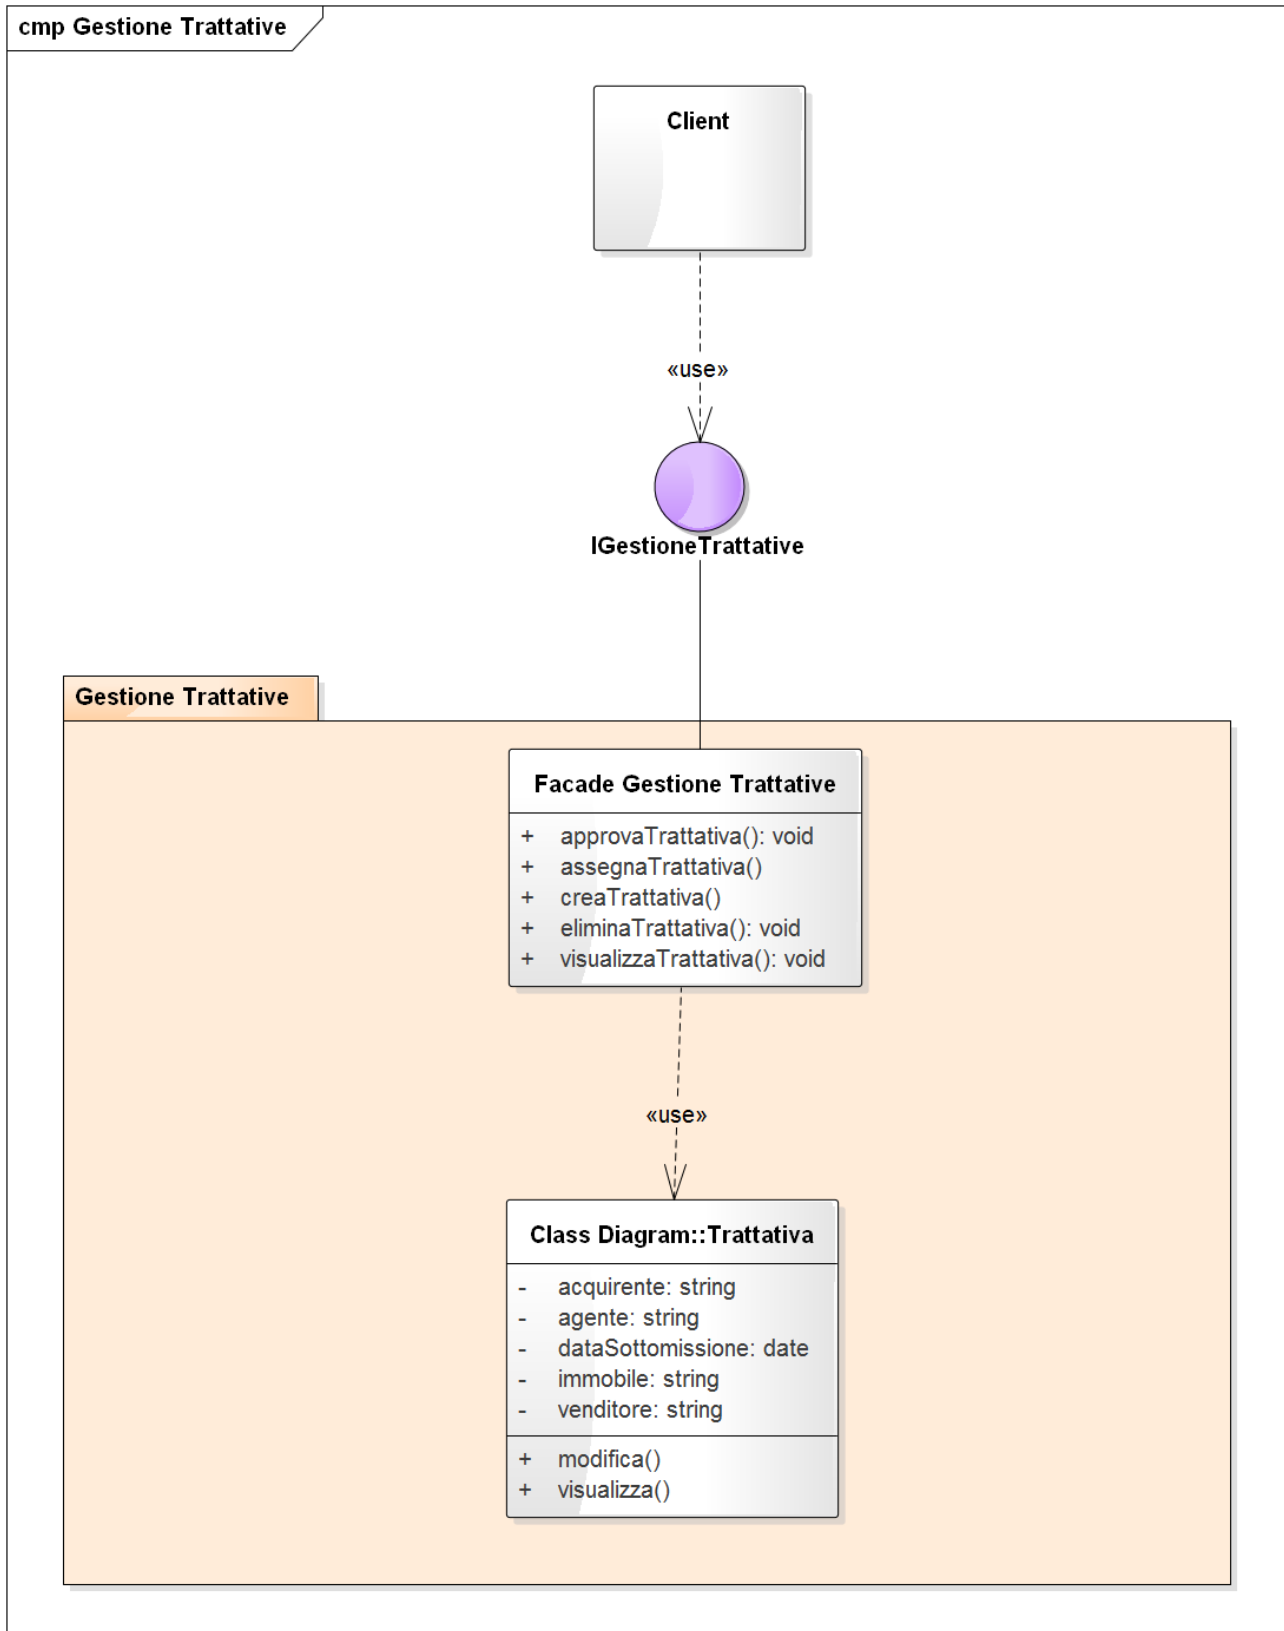 cmp Gestione Trattative
Client
«use»
IGestioneTrattative
Gestione Trattative
Facade Gestione Trattative
+ approvaTrattativa(): void
+ assegnaTrattativa()
+ creaTrattativa()
+ eliminaTrattativa(): void
+ visualizzaTrattativa(): void
«use»
Class Diagram::Trattativa
- acquirente: string
- agente: string
- dataSottomissione: date
- immobile: string
- venditore: string
+ modifica()
+ visualizza()